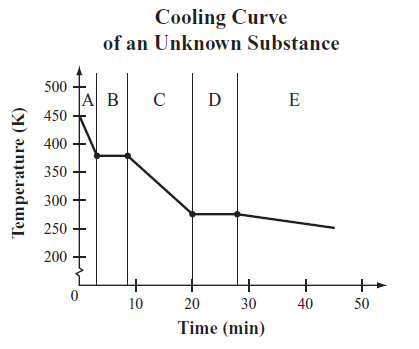 Cooling Curve
of an Unknown Substance
Temperature (K)
500
450
400
350
300
250
200
A B C D E
0 10 20 30 40 50
Time (min)